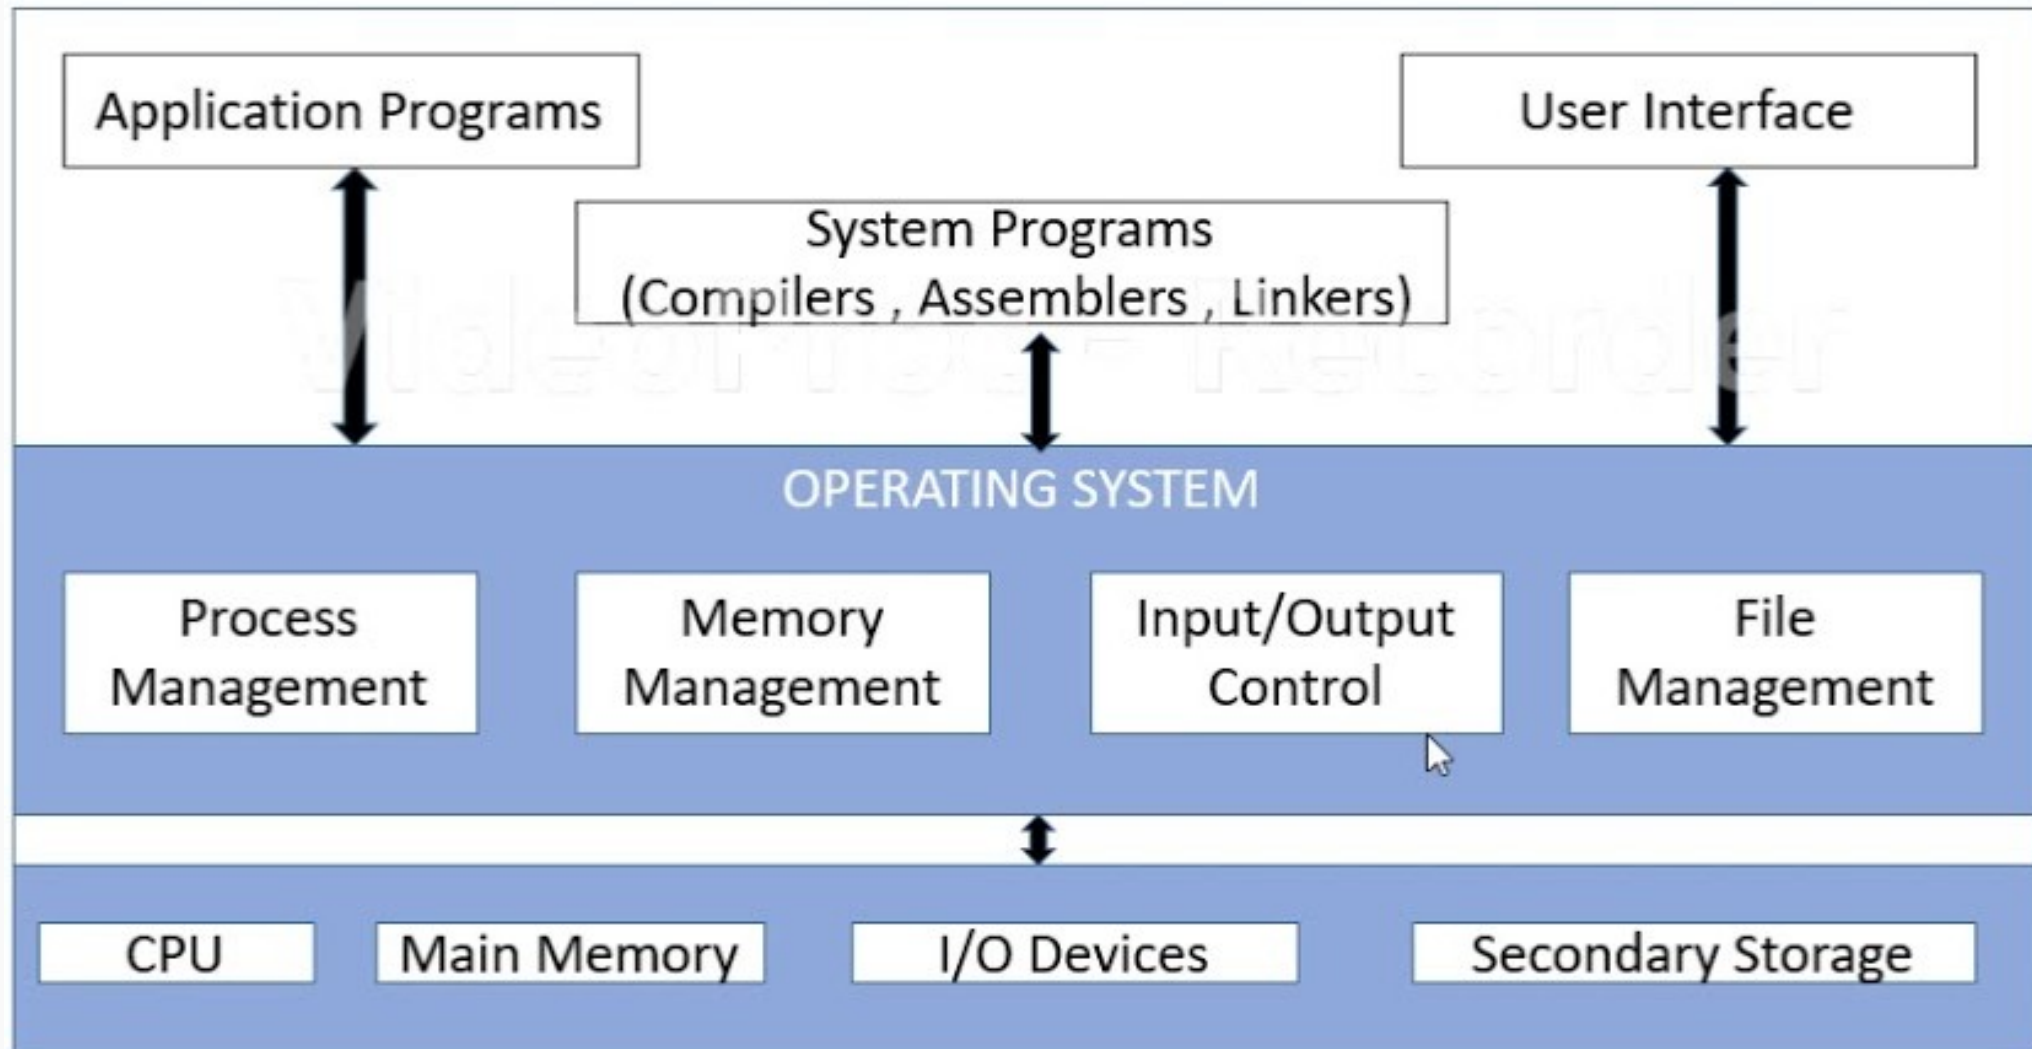 Application Programs
User Interface
System Programs
(Compilers , Assemblers , Linkers)
OPERATING SYSTEM
Process
Management
Memory
Management
Input/Output
Control
File
Management
CPU
Main Memory
I/O Devices
Secondary Storage